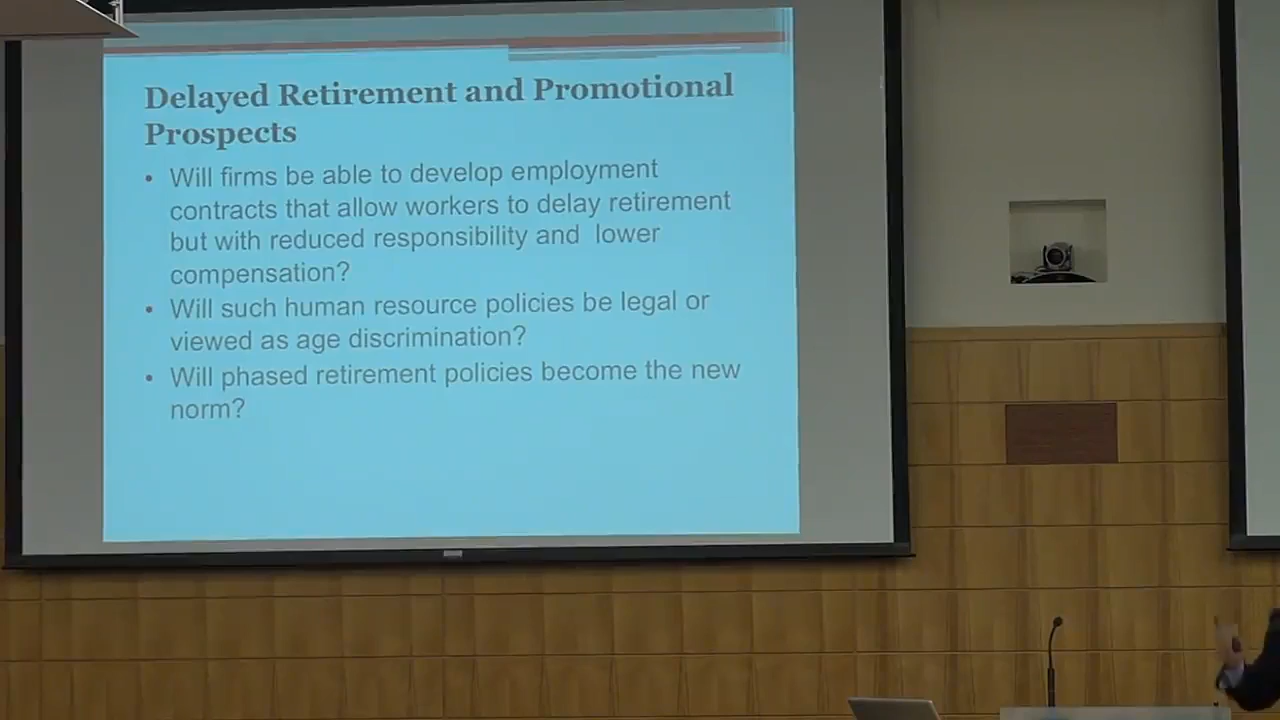 Delayed Retirement and Promotional
Prospects
• Will firms be able to develop employment
contracts that allow workers to delay retirement
but with reduced responsibility and lower
compensation?
• Will such human resource policies be legal or
viewed as age discrimination?
• Will phased retirement policies become the new
norm?